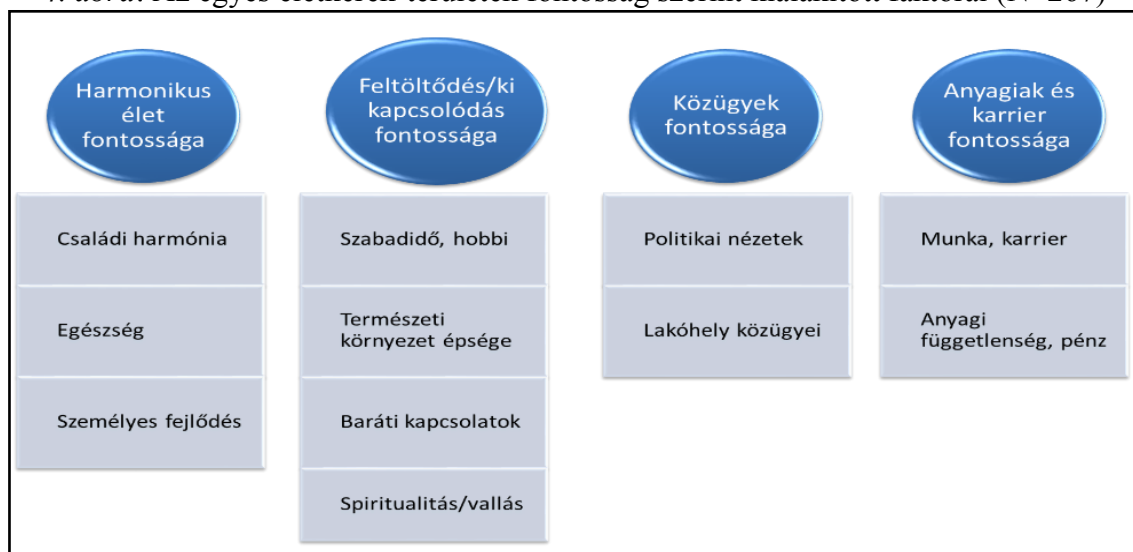 Harmonikus
élet
fontossága
Családi harmónia
Egészség
Személyes fejlődés
Feltöltődés/ki
kapcsolódás
fontossága
Szabadidő, hobbi
Természeti
környezet épsége
Baráti kapcsolatok
Spiritualitás/vallás
Közügyek
fontossága
Politikai nézetek
Lakóhely közügyei
Anyagiak és
karrier
fontossága
Munka, karrier
Anyagi
függetlenség, pénz